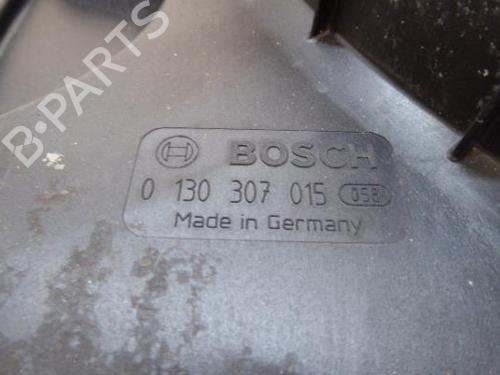 B-PARTS
BOSCH
0 130 307 015 058
Made in Germany